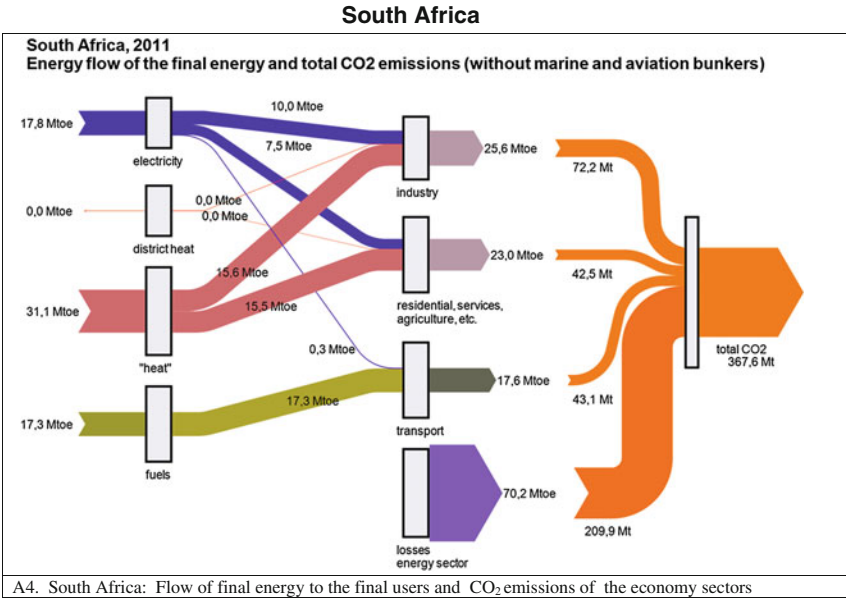 South Africa
South Africa, 2011
Energy flow of the final energy and total CO2 emissions (without marine and aviation bunkers)
17,8 Mtoe
electricity
10,0 Mtoe
7,5 Mtoe
0,0 Mtoe
district heat
0,0 Mtoe
0,0 Mtoe
31,1 Mtoe
"heat"
15,6 Mtoe
15,5 Mtoe
0,3 Mtoe
17,3 Mtoe
fuels
17,3 Mtoe
industry
25,6 Mtoe
residential, services,
agriculture, etc.
23,0 Mtoe
transport
17,6 Mtoe
losses
energy sector
70,2 Mtoe
72,2 Mt
42,5 Mt
43,1 Mt
209,9 Mt
total CO2
367,6 Mt
A4. South Africa: Flow of final energy to the final users and CO₂ emissions of the economy sectors